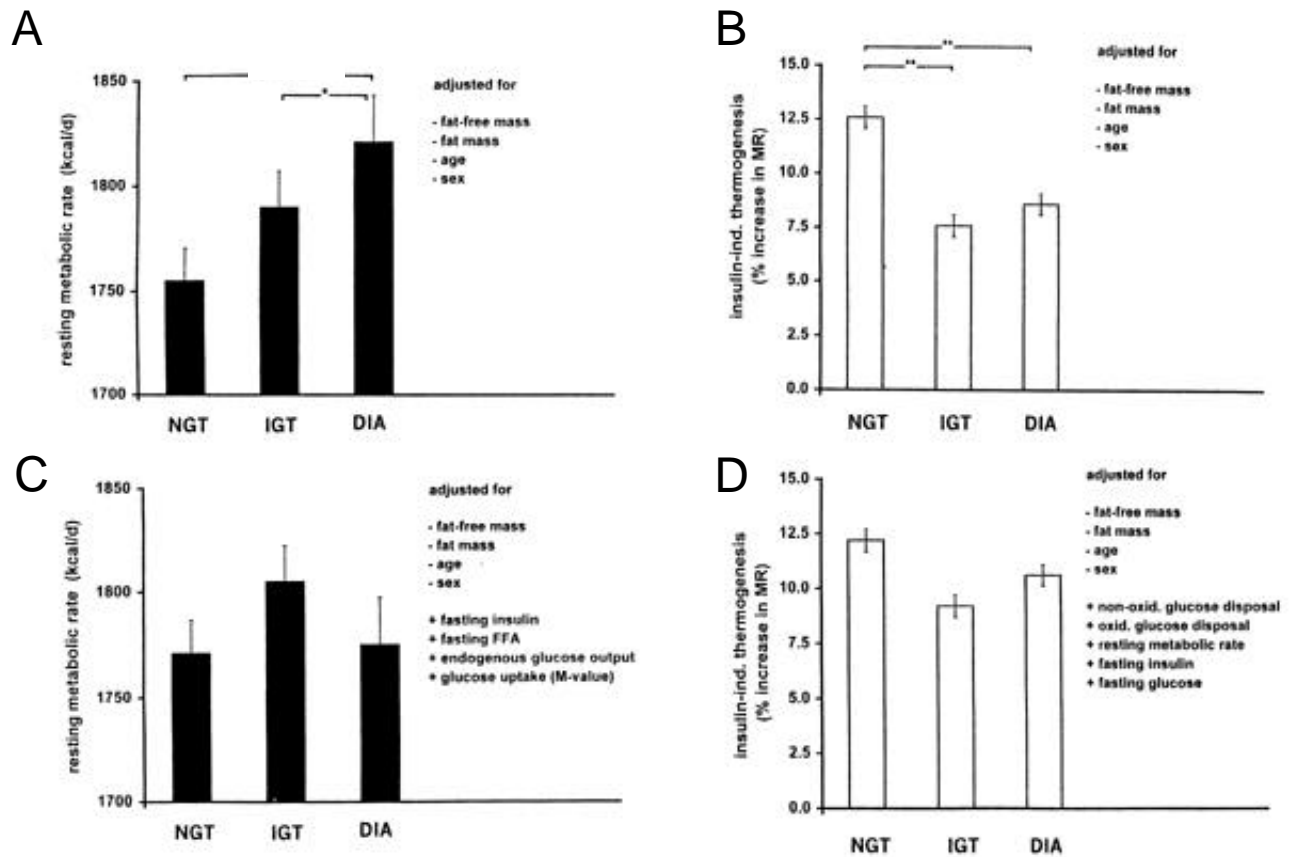 A
resting metabolic rate (kcal/d)
1850
1800
1750
1700
*
NGT IGT DIA
adjusted for
- fat-free mass
- fat mass
- age
- sex
B
insulin-ind. thermogenesis
(% increase in MR)
15.0
12.5
10.0
7.5
5.0
2.5
0.0
**
**
NGT IGT DIA
adjusted for
- fat-free mass
- fat mass
- age
- sex
C
resting metabolic rate (kcal/d)
1850
1800
1750
1700
NGT IGT DIA
adjusted for
- fat-free mass
- fat mass
- age
- sex
+ fasting insulin
+ fasting FFA
+ endogenous glucose output
+ glucose uptake (M-value)
D
insulin-ind. thermogenesis
(% increase in MR)
15.0
12.5
10.0
7.5
5.0
2.5
0.0
NGT IGT DIA
adjusted for
- fat-free mass
- fat mass
- age
- sex
+ non-oxid. glucose disposal
+ oxid. glucose disposal
+ resting metabolic rate
+ fasting insulin
+ fasting glucose